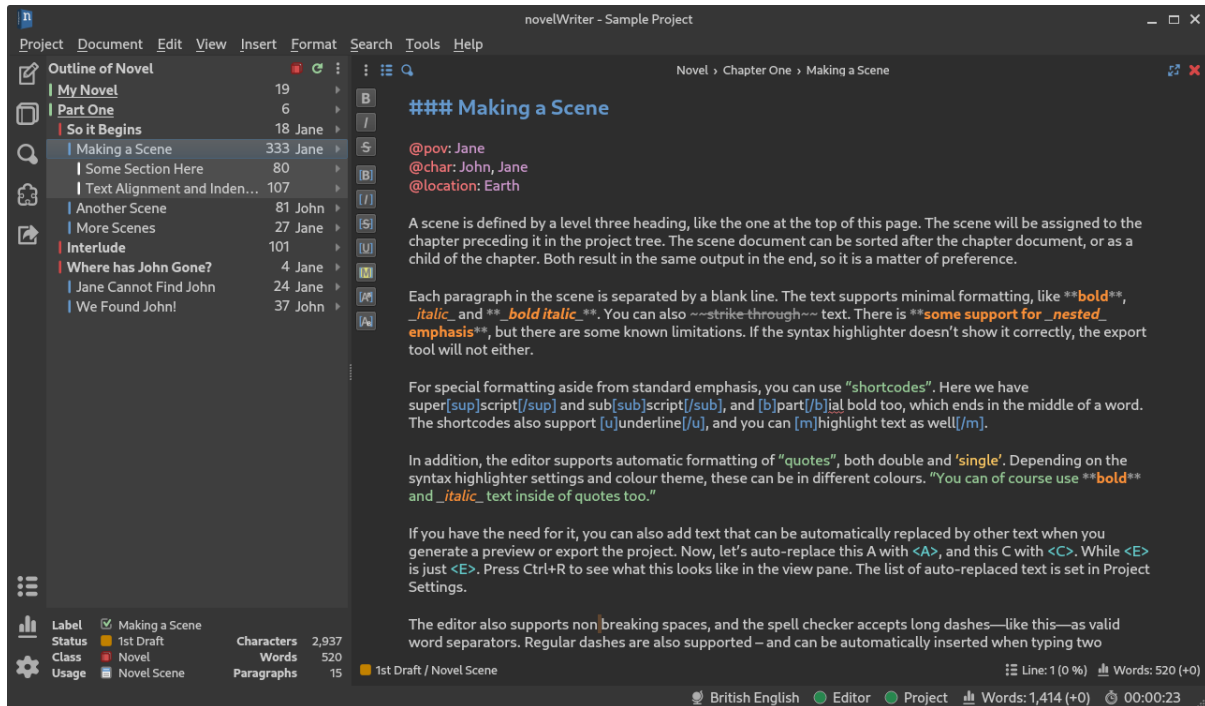 novelWriter - Sample Project
Project Document Edit View Insert Format Search Tools Help
Outline of Novel
My Novel 19
Part One 6
So it Begins 18 Jane
Making a Scene 333 Jane
Some Section Here 80
Text Alignment and Inden... 107
Another Scene 81 John
More Scenes 27 Jane
Interlude 101
Where has John Gone? 4 Jane
Jane Cannot Find John 24 Jane
We Found John! 37 John
Label Making a Scene
Status 1st Draft Characters 2,937
Class Novel Words 520
Usage Novel Scene Paragraphs 15
B
I
S
[B]
[I]
[S]
[U]
[M]
Novel › Chapter One › Making a Scene
### Making a Scene
@pov: Jane
@char: John, Jane
@location: Earth
A scene is defined by a level three heading, like the one at the top of this page. The scene will be assigned to the
chapter preceding it in the project tree. The scene document can be sorted after the chapter document, or as a
child of the chapter. Both result in the same output in the end, so it is a matter of preference.
Each paragraph in the scene is separated by a blank line. The text supports minimal formatting, like **bold**,
_italic_ and **_bold italic_**. You can also ~~strike through~~ text. There is **some support for _nested_
emphasis**, but there are some known limitations. If the syntax highlighter doesn’t show it correctly, the export
tool will not either.
For special formatting aside from standard emphasis, you can use “shortcodes”. Here we have
super[sup]script[/sup] and sub[sub]script[/sub], and [b]part[/b]ial bold too, which ends in the middle of a word.
The shortcodes also support [u]underline[/u], and you can [m]highlight text as well[/m].
In addition, the editor supports automatic formatting of “quotes”, both double and ‘single’. Depending on the
syntax highlighter settings and colour theme, these can be in different colours. “You can of course use **bold**
and _italic_ text inside of quotes too.”
If you have the need for it, you can also add text that can be automatically replaced by other text when you
generate a preview or export the project. Now, let’s auto-replace this A with <A>, and this C with <C>. While <E>
is just <E>. Press Ctrl+R to see what this looks like in the view pane. The list of auto-replaced text is set in Project
Settings.
The editor also supports non breaking spaces, and the spell checker accepts long dashes—like this—as valid
word separators. Regular dashes are also supported – and can be automatically inserted when typing two
1st Draft / Novel Scene Line: 1 (0 %) Words: 520 (+0)
British English Editor Project Words: 1,414 (+0) 00:00:23